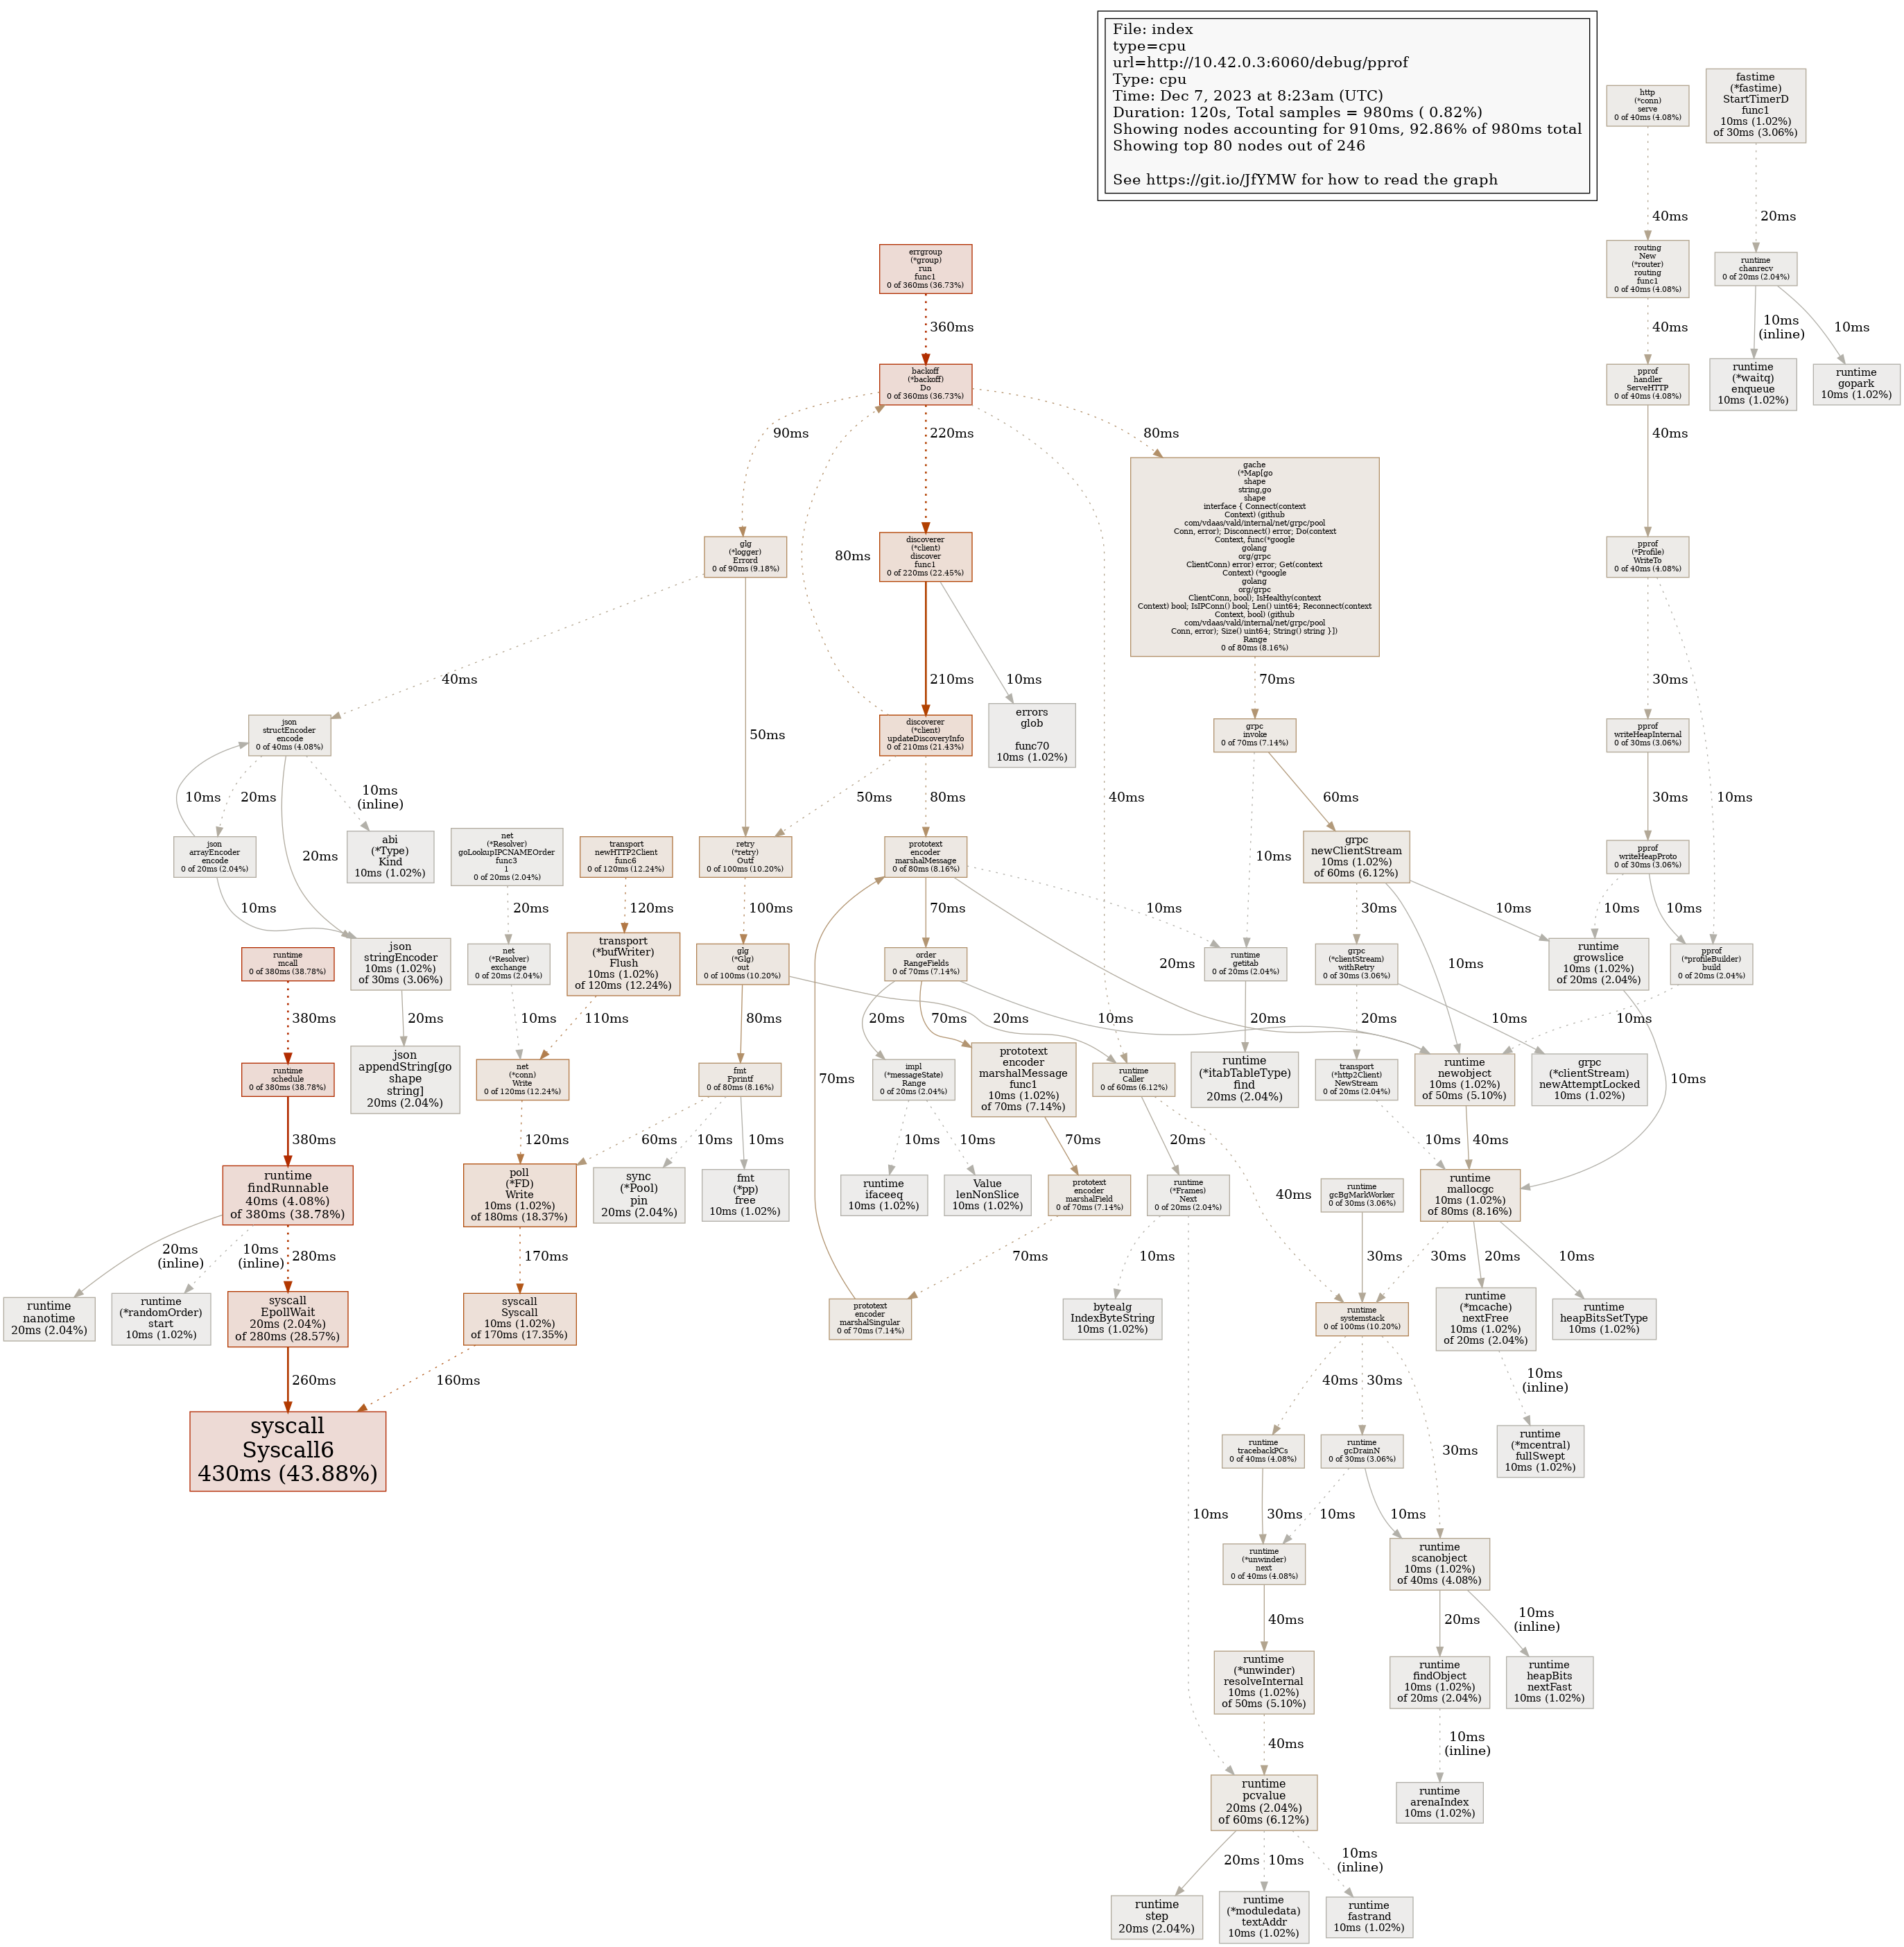 File: index
type=cpu
url=http://10.42.0.3:6060/debug/pprof
Type: cpu
Time: Dec 7, 2023 at 8:23am (UTC)
Duration: 120s, Total samples = 980ms ( 0.82%)
Showing nodes accounting for 910ms, 92.86% of 980ms total
Showing top 80 nodes out of 246
See https://git.io/JfYMW for how to read the graph
http
(*conn)
serve
0 of 40ms (4.08%)
fastime
(*fastime)
StartTimerD
func1
10ms (1.02%)
of 30ms (3.06%)
40ms
20ms
errgroup
(*group)
run
func1
0 of 360ms (36.73%)
routing
New
(*router)
routing
func1
0 of 40ms (4.08%)
runtime
chanrecv
0 of 20ms (2.04%)
360ms
40ms
10ms
(inline)
10ms
backoff
(*backoff)
Do
0 of 360ms (36.73%)
pprof
handler
ServeHTTP
0 of 40ms (4.08%)
runtime
(*waitq)
enqueue
10ms (1.02%)
runtime
gopark
10ms (1.02%)
90ms
220ms
80ms
40ms
gache
(*Map[go
shape
string,go
shape
interface { Connect(context
Context) (github
com/vdaas/vald/internal/net/grpc/pool
Conn, error); Disconnect() error; Do(context
Context, func(*google
golang
org/grpc
ClientConn) error) error; Get(context
Context) (*google
golang
org/grpc
ClientConn, bool); IsHealthy(context
Context) bool; IsIPConn() bool; Len() uint64; Reconnect(context
Context, bool) (github
com/vdaas/vald/internal/net/grpc/pool
Conn, error); Size() uint64; String() string }])
Range
0 of 80ms (8.16%)
glg
(*logger)
Errord
0 of 90ms (9.18%)
80ms
discoverer
(*client)
discover
func1
0 of 220ms (22.45%)
pprof
(*Profile)
WriteTo
0 of 40ms (4.08%)
40ms
210ms
10ms
70ms
30ms
json
structEncoder
encode
0 of 40ms (4.08%)
50ms
discoverer
(*client)
updateDiscoveryInfo
0 of 210ms (21.43%)
errors
glob
func70
10ms (1.02%)
grpc
invoke
0 of 70ms (7.14%)
pprof
writeHeapInternal
0 of 30ms (3.06%)
10ms
20ms
10ms
(inline)
50ms
80ms
40ms
60ms
30ms
10ms
json
arrayEncoder
encode
0 of 20ms (2.04%)
20ms
abi
(*Type)
Kind
10ms (1.02%)
net
(*Resolver)
goLookupIPCNAMEOrder
func3
1
0 of 20ms (2.04%)
transport
newHTTP2Client
func6
0 of 120ms (12.24%)
retry
(*retry)
Outf
0 of 100ms (10.20%)
prototext
encoder
marshalMessage
0 of 80ms (8.16%)
10ms
grpc
newClientStream
10ms (1.02%)
of 60ms (6.12%)
pprof
writeHeapProto
0 of 30ms (3.06%)
10ms
20ms
120ms
100ms
70ms
10ms
30ms
10ms
10ms
10ms
runtime
mcall
0 of 380ms (38.78%)
json
stringEncoder
10ms (1.02%)
of 30ms (3.06%)
net
(*Resolver)
exchange
0 of 20ms (2.04%)
transport
(*bufWriter)
Flush
10ms (1.02%)
of 120ms (12.24%)
glg
(*Glg)
out
0 of 100ms (10.20%)
order
RangeFields
0 of 70ms (7.14%)
20ms
runtime
getitab
0 of 20ms (2.04%)
grpc
(*clientStream)
withRetry
0 of 30ms (3.06%)
10ms
runtime
growslice
10ms (1.02%)
of 20ms (2.04%)
pprof
(*profileBuilder)
build
0 of 20ms (2.04%)
380ms
20ms
10ms
110ms
80ms
20ms
20ms
70ms
10ms
20ms
20ms
10ms
10ms
runtime
schedule
0 of 380ms (38.78%)
json
appendString[go
shape
string]
20ms (2.04%)
net
(*conn)
Write
0 of 120ms (12.24%)
fmt
Fprintf
0 of 80ms (8.16%)
70ms
impl
(*messageState)
Range
0 of 20ms (2.04%)
prototext
encoder
marshalMessage
func1
10ms (1.02%)
of 70ms (7.14%)
runtime
Caller
0 of 60ms (6.12%)
runtime
(*itabTableType)
find
20ms (2.04%)
transport
(*http2Client)
NewStream
0 of 20ms (2.04%)
runtime
newobject
10ms (1.02%)
of 50ms (5.10%)
grpc
(*clientStream)
newAttemptLocked
10ms (1.02%)
10ms
380ms
120ms
60ms
10ms
10ms
10ms
10ms
70ms
20ms
10ms
40ms
runtime
findRunnable
40ms (4.08%)
of 380ms (38.78%)
poll
(*FD)
Write
10ms (1.02%)
of 180ms (18.37%)
sync
(*Pool)
pin
20ms (2.04%)
fmt
(*pp)
free
10ms (1.02%)
runtime
ifaceeq
10ms (1.02%)
Value
lenNonSlice
10ms (1.02%)
prototext
encoder
marshalField
0 of 70ms (7.14%)
runtime
(*Frames)
Next
0 of 20ms (2.04%)
40ms
runtime
gcBgMarkWorker
0 of 30ms (3.06%)
runtime
mallocgc
10ms (1.02%)
of 80ms (8.16%)
20ms
(inline)
10ms
(inline)
280ms
170ms
70ms
10ms
30ms
30ms
20ms
10ms
runtime
nanotime
20ms (2.04%)
runtime
(*randomOrder)
start
10ms (1.02%)
syscall
EpollWait
20ms (2.04%)
of 280ms (28.57%)
syscall
Syscall
10ms (1.02%)
of 170ms (17.35%)
prototext
encoder
marshalSingular
0 of 70ms (7.14%)
bytealg
IndexByteString
10ms (1.02%)
runtime
systemstack
0 of 100ms (10.20%)
runtime
(*mcache)
nextFree
10ms (1.02%)
of 20ms (2.04%)
runtime
heapBitsSetType
10ms (1.02%)
260ms
160ms
40ms
30ms
10ms
(inline)
syscall
Syscall6
430ms (43.88%)
runtime
tracebackPCs
0 of 40ms (4.08%)
runtime
gcDrainN
0 of 30ms (3.06%)
30ms
runtime
(*mcentral)
fullSwept
10ms (1.02%)
10ms
30ms
10ms
10ms
runtime
(*unwinder)
next
0 of 40ms (4.08%)
runtime
scanobject
10ms (1.02%)
of 40ms (4.08%)
40ms
20ms
10ms
(inline)
runtime
(*unwinder)
resolveInternal
10ms (1.02%)
of 50ms (5.10%)
runtime
findObject
10ms (1.02%)
of 20ms (2.04%)
runtime
heapBits
nextFast
10ms (1.02%)
40ms
10ms
(inline)
runtime
pcvalue
20ms (2.04%)
of 60ms (6.12%)
runtime
arenaIndex
10ms (1.02%)
20ms
10ms
10ms
(inline)
runtime
step
20ms (2.04%)
runtime
(*moduledata)
textAddr
10ms (1.02%)
runtime
fastrand
10ms (1.02%)